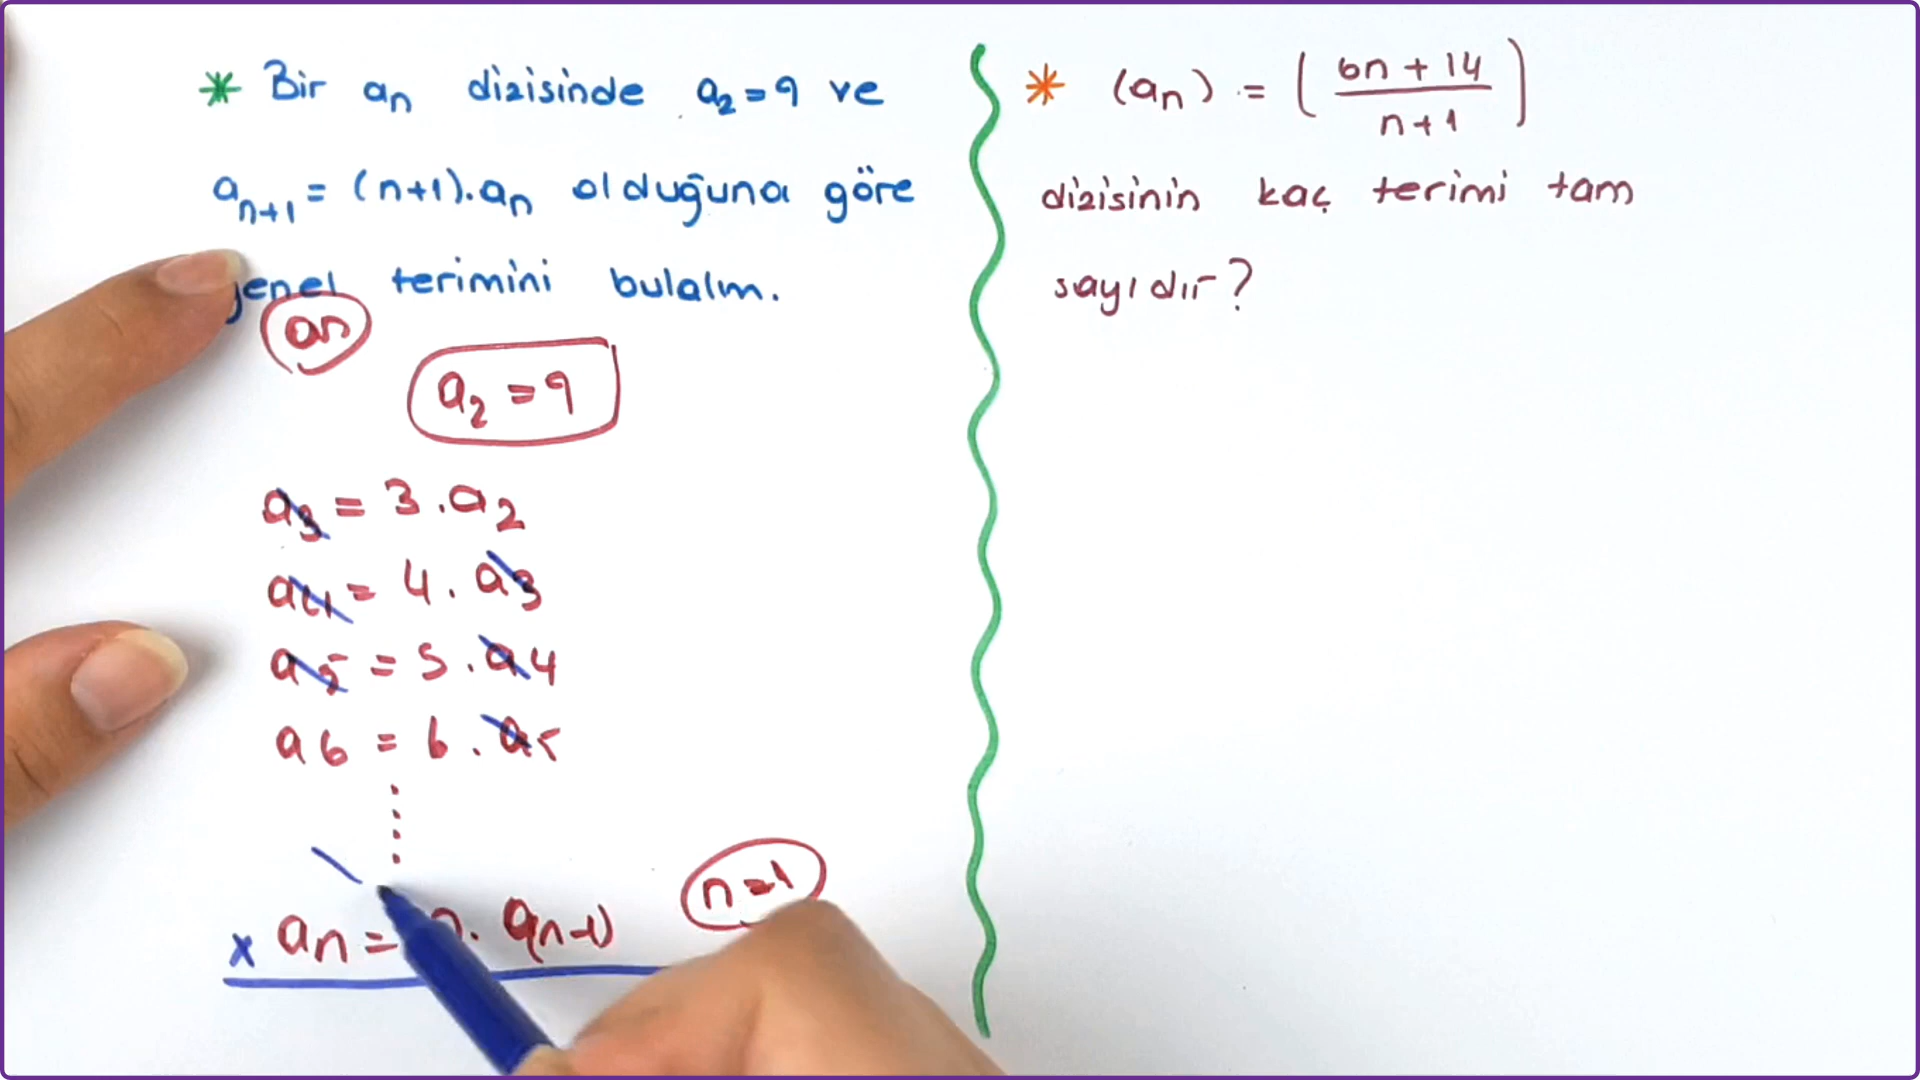 * Bir an dizisinde a2 = 9 ve
an+1 = (n+1).an olduğuna göre
genel terimini bulalım.
an
a2 = 9
a3 = 3.a2
a4 = 4.a3
a5 = 5.a4
a6 = 6.a5
n=1
x an = n. a(n-1)
* (an) = (6n+14 / n+1)
dizisinin kaç terimi tam
sayıdır?